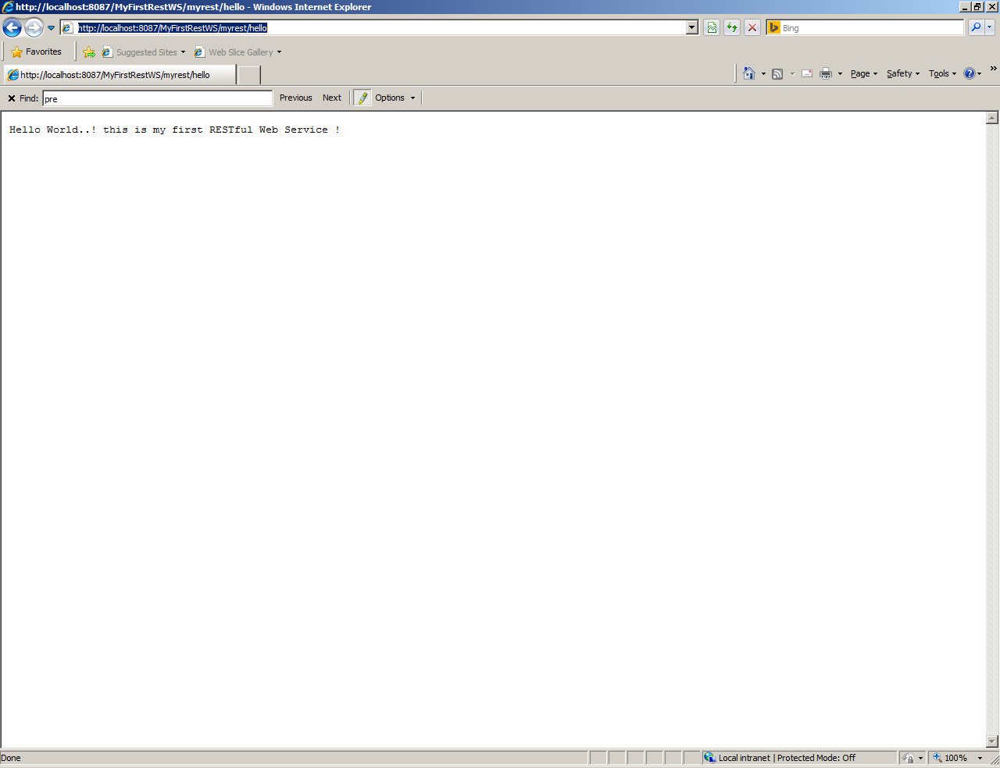 http://localhost:8087/MyFirstRestWS/myrest/hello - Windows Internet Explorer
http://localhost:8087/MyFirstRestWS/myrest/hello
Bing
Favorites
Suggested Sites
Web Slice Gallery
http://localhost:8087/MyFirstRestWS/myrest/hello
Page
Safety
Tools
»
Find: pre
Previous
Next
Options
Hello World..! this is my first RESTful Web Service !
Done
Local intranet | Protected Mode: Off
100%